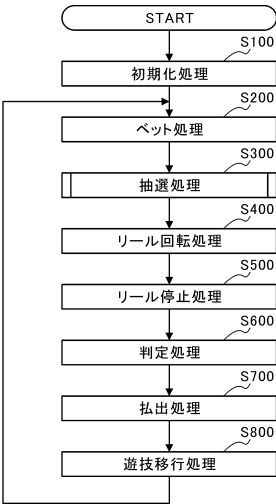 START
S100
初期化処理
S200
ベット処理
S300
抽選処理
S400
リール回転処理
S500
リール停止処理
S600
判定処理
S700
払出処理
S800
遊技移行処理